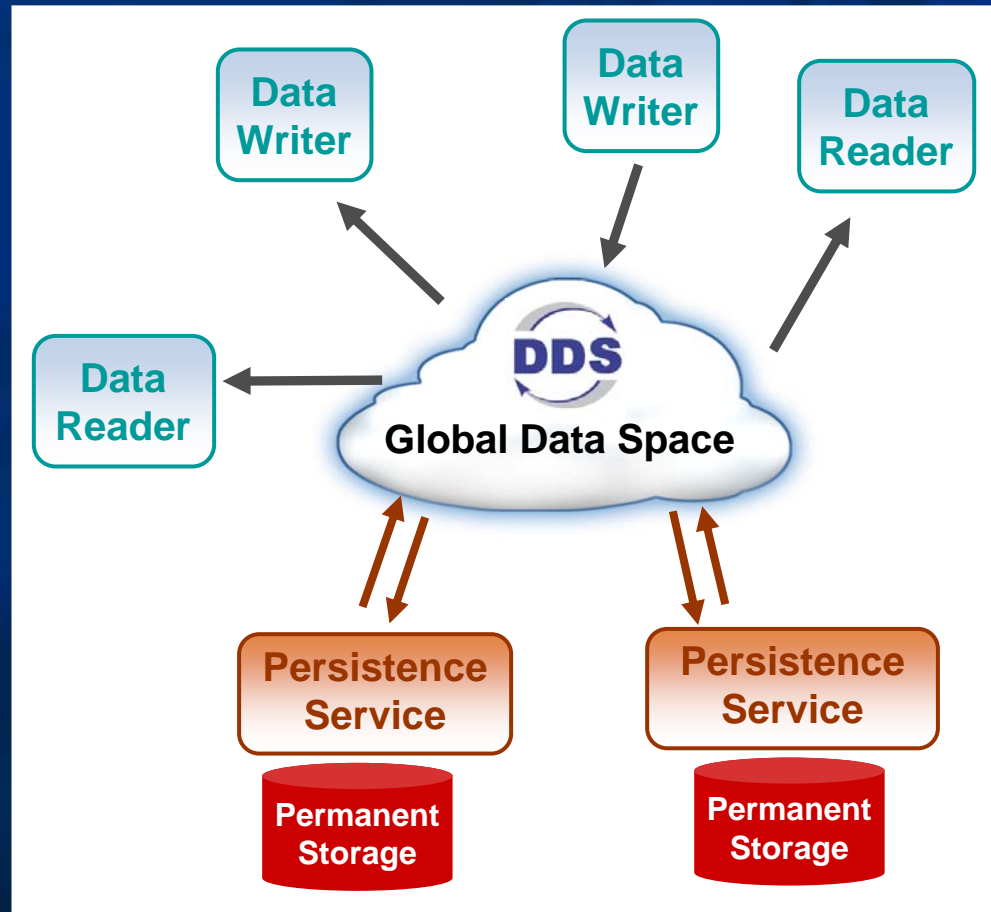 Data
Writer
Data
Writer
Data
Reader
Data
Reader
DDS
Global Data Space
Persistence
Service
Persistence
Service
Permanent
Storage
Permanent
Storage